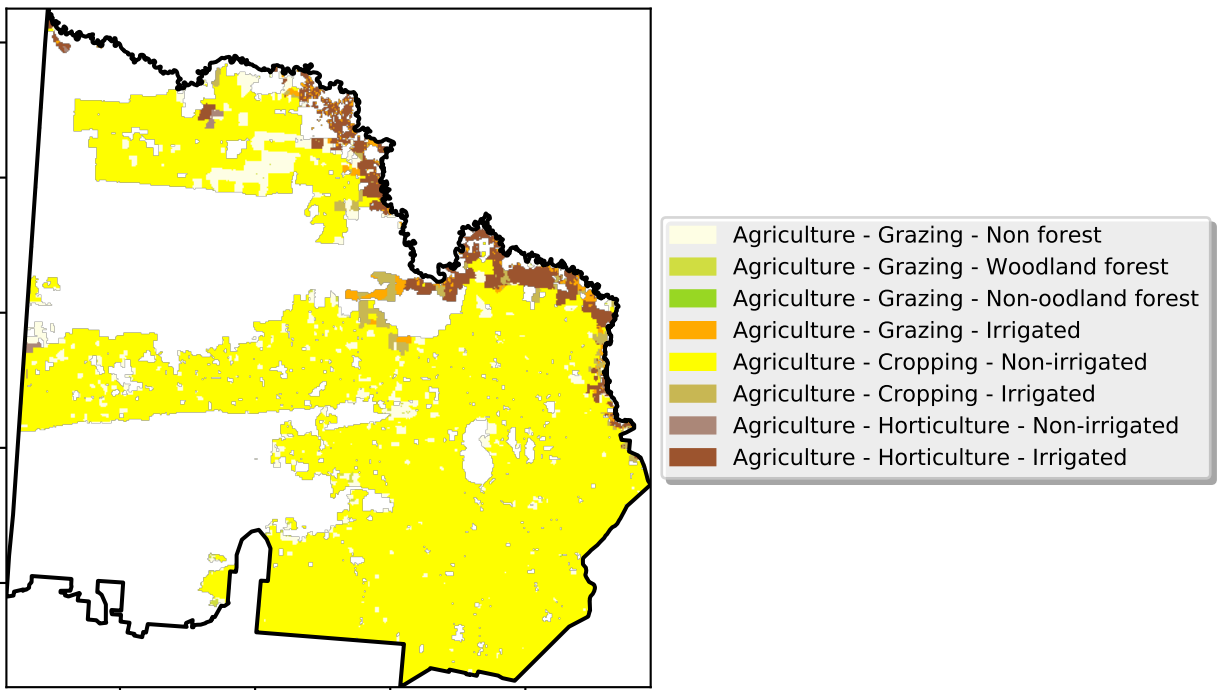 Agriculture - Grazing - Non forest
Agriculture - Grazing - Woodland forest
Agriculture - Grazing - Non-oodland forest
Agriculture - Grazing - Irrigated
Agriculture - Cropping - Non-irrigated
Agriculture - Cropping - Irrigated
Agriculture - Horticulture - Non-irrigated
Agriculture - Horticulture - Irrigated